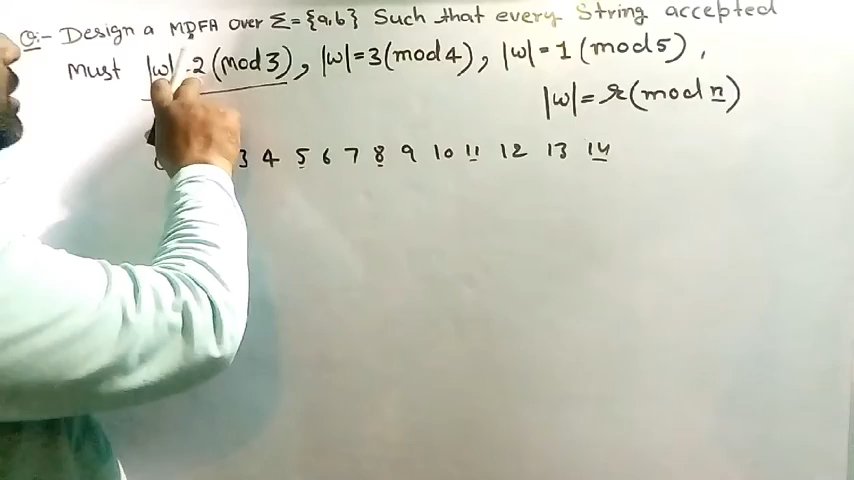 Q:- Design a MDFA over Σ = {a,b} Such that every String accepted
Must |w| = 2 (mod 3), |w| = 3 (mod 4), |w| = 1 (mod 5),
|w| = r (mod n)
3 4 5 6 7 8 9 10 11 12 13 14